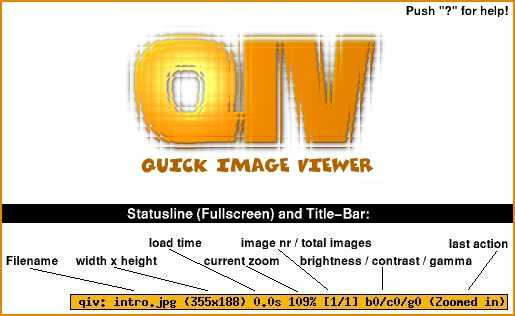 Push "?" for help!
QIV
QUICK IMAGE VIEWER
Statusline (Fullscreen) and Title-Bar:
load time image nr / total images last action
Filename width x height current zoom brightness / contrast / gamma
qiv: intro.jpg (355x188) 0.0s 109% [1/1] b0/c0/g0 (Zoomed in)